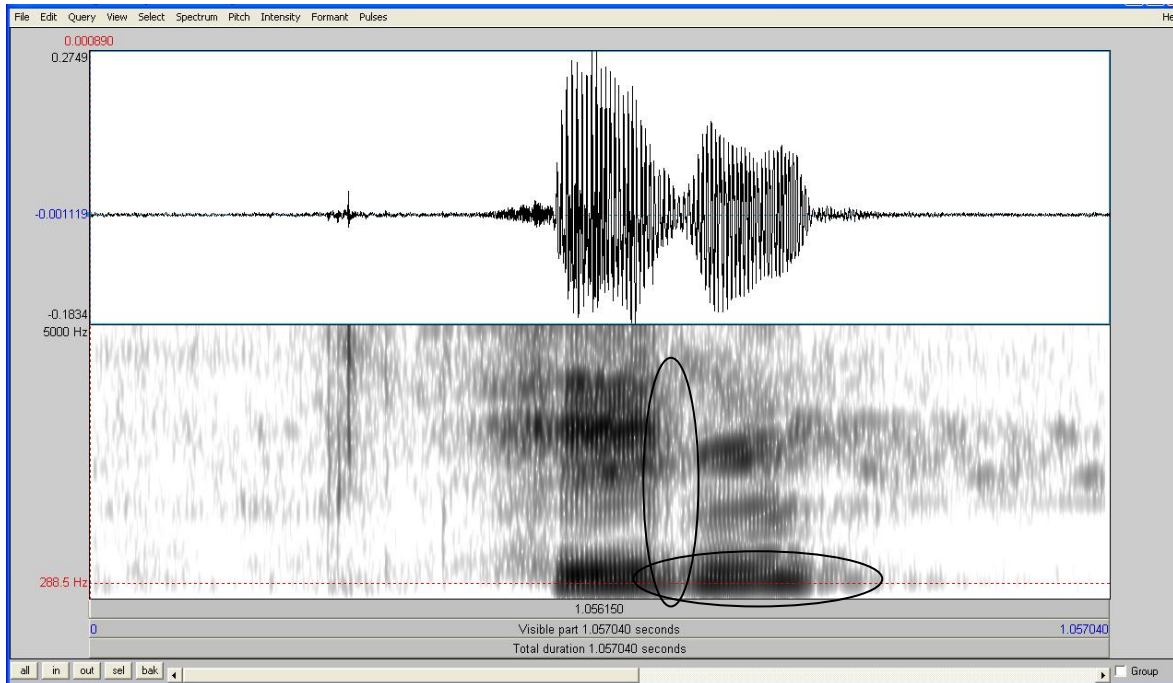 File Edit Query View Select Spectrum Pitch Intensity Formant Pulses He
0.000890
0.2749
-0.001119
-0.1834
5000 Hz
288.5 Hz
1.056150
0 Visible part 1.057040 seconds 1.057040
Total duration 1.057040 seconds
all in out sel bak Group